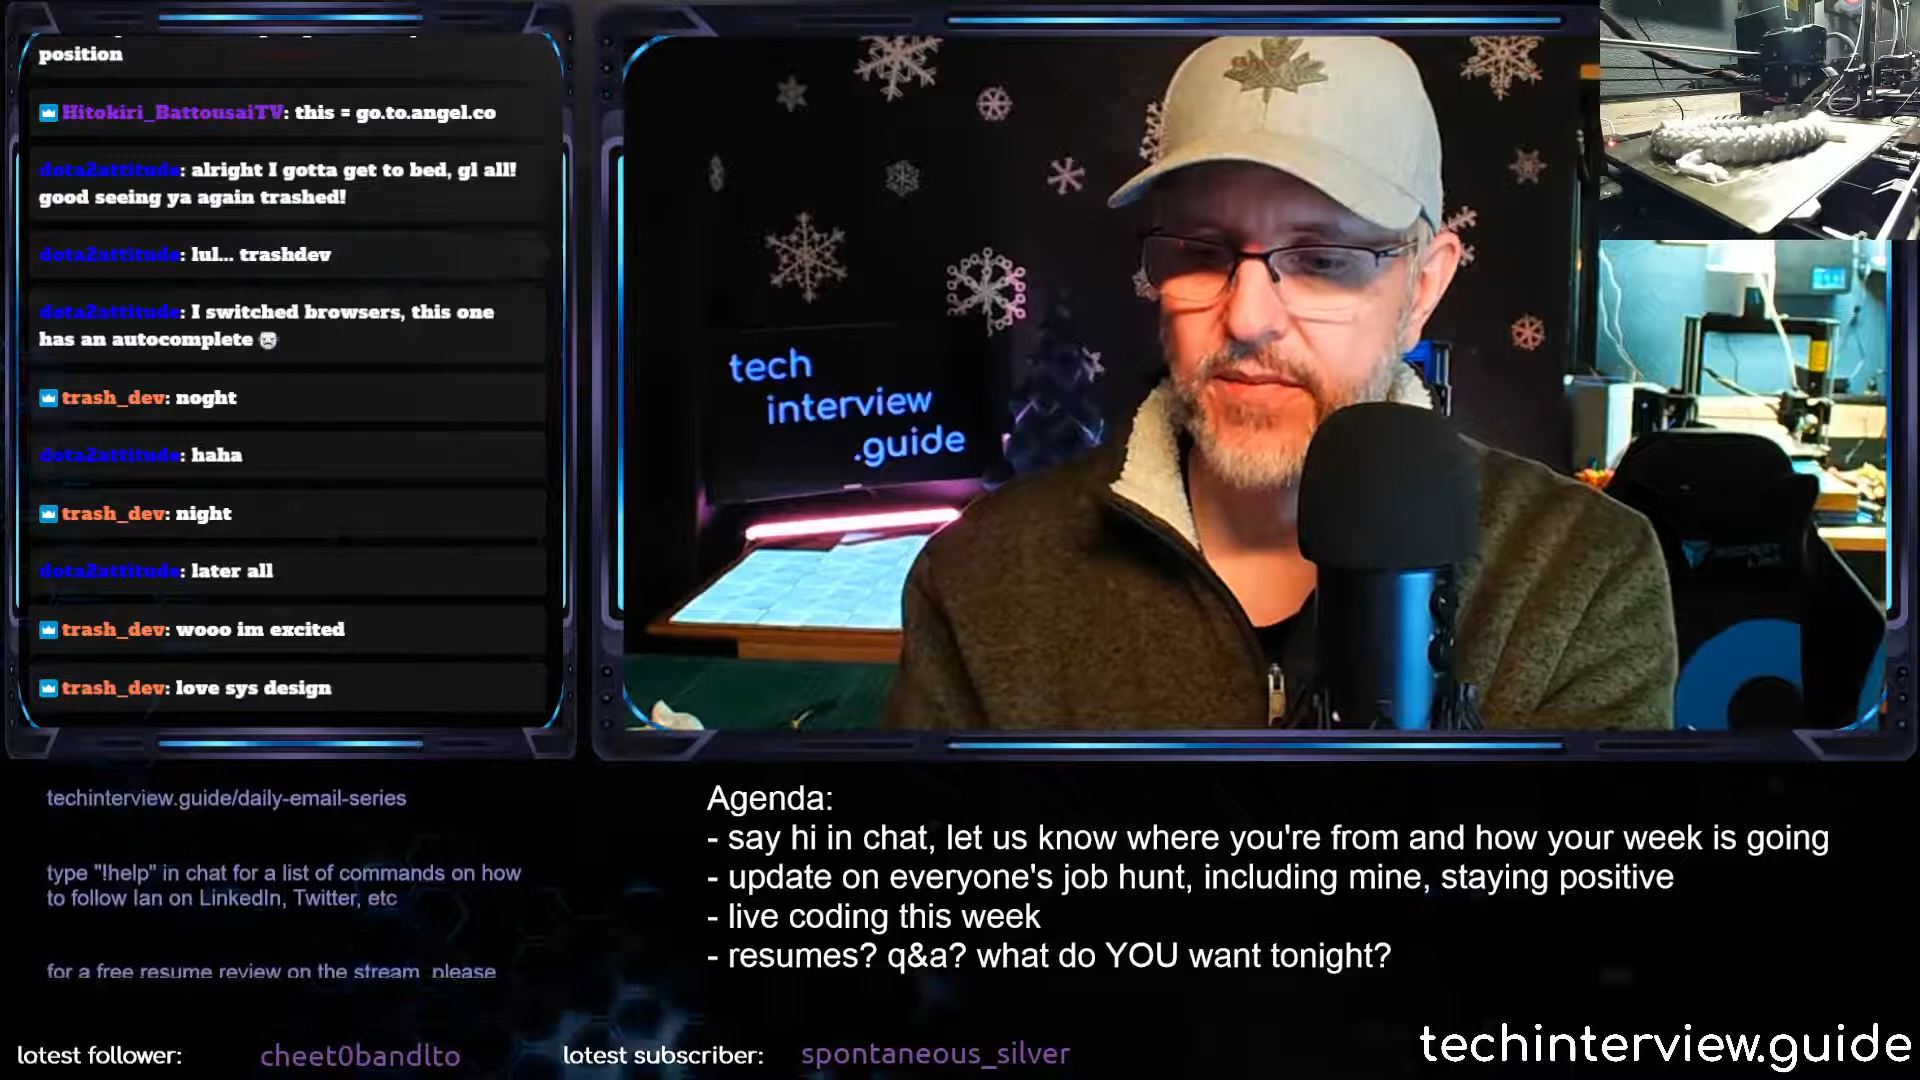 position
Hitokiri_BattousaiTV: this = go.to.angel.co
dota2attitude: alright I gotta get to bed, gl all!
good seeing ya again trashed!
dota2attitude: lul... trashdev
dota2attitude: I switched browsers, this one
has an autocomplete
trash_dev: noght
dota2attitude: haha
trash_dev: night
dota2attitude: later all
trash_dev: wooo im excited
trash_dev: love sys design
tech
interview
.guide
techinterview.guide/daily-email-series
type "!help" in chat for a list of commands on how
to follow Ian on LinkedIn, Twitter, etc
for a free resume review on the stream, please
Agenda:
- say hi in chat, let us know where you're from and how your week is going
- update on everyone's job hunt, including mine, staying positive
- live coding this week
- resumes? q&a? what do YOU want tonight?
latest follower: cheet0bandlto
latest subscriber: spontaneous_silver
techinterview.guide